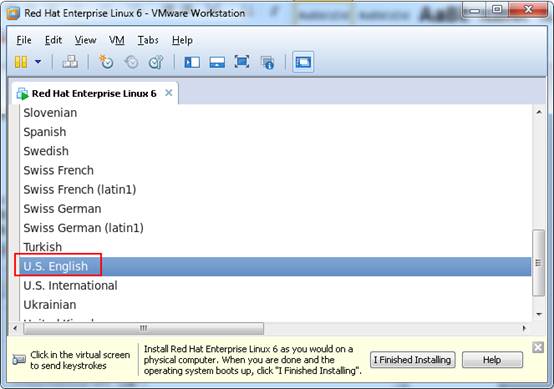 Red Hat Enterprise Linux 6 - VMware Workstation
File Edit View VM Tabs Help
Red Hat Enterprise Linux 6
Slovenian
Spanish
Swedish
Swiss French
Swiss French (latin1)
Swiss German
Swiss German (latin1)
Turkish
U.S. English
U.S. International
Ukrainian
United Kingdom
Click in the virtual screen
to send keystrokes
Install Red Hat Enterprise Linux 6 as you would on a
physical computer. When you are done and the
operating system boots up, click "I Finished Installing".
I Finished Installing
Help